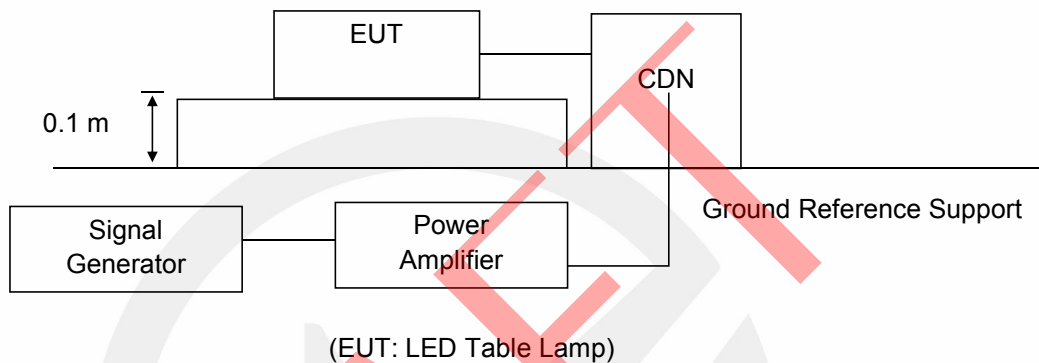 EUT
CDN
0.1 m
Ground Reference Support
Signal
Generator
Power
Amplifier
(EUT: LED Table Lamp)